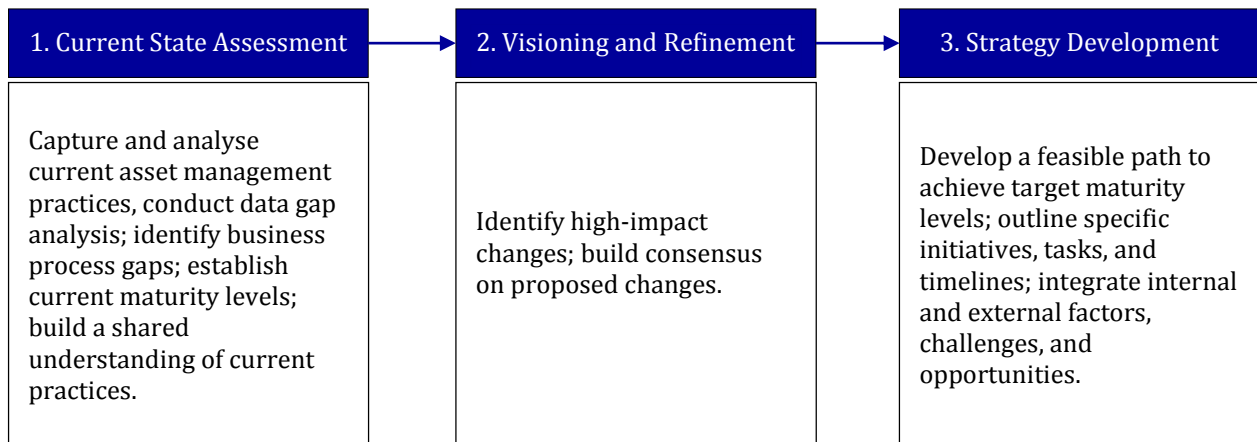 1. Current State Assessment
Capture and analyse
current asset management
practices, conduct data gap
analysis; identify business
process gaps; establish
current maturity levels;
build a shared
understanding of current
practices.
2. Visioning and Refinement
Identify high-impact
changes; build consensus
on proposed changes.
3. Strategy Development
Develop a feasible path to
achieve target maturity
levels; outline specific
initiatives, tasks, and
timelines; integrate internal
and external factors,
challenges, and
opportunities.